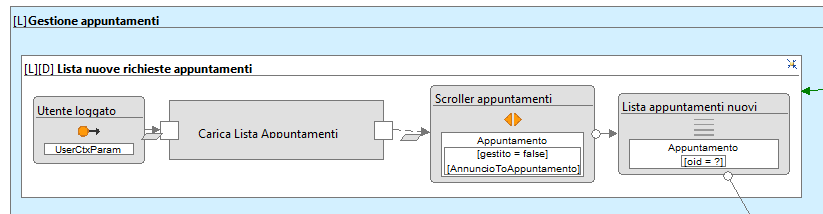 [L]Gestione appuntamenti
[L][D] Lista nuove richieste appuntamenti
Utente loggato
UserCtxParam
Carica Lista Appuntamenti
Scroller appuntamenti
Appuntamento
[gestito = false]
[AnnuncioToAppuntamento]
Lista appuntamenti nuovi
Appuntamento
[oid = ?]